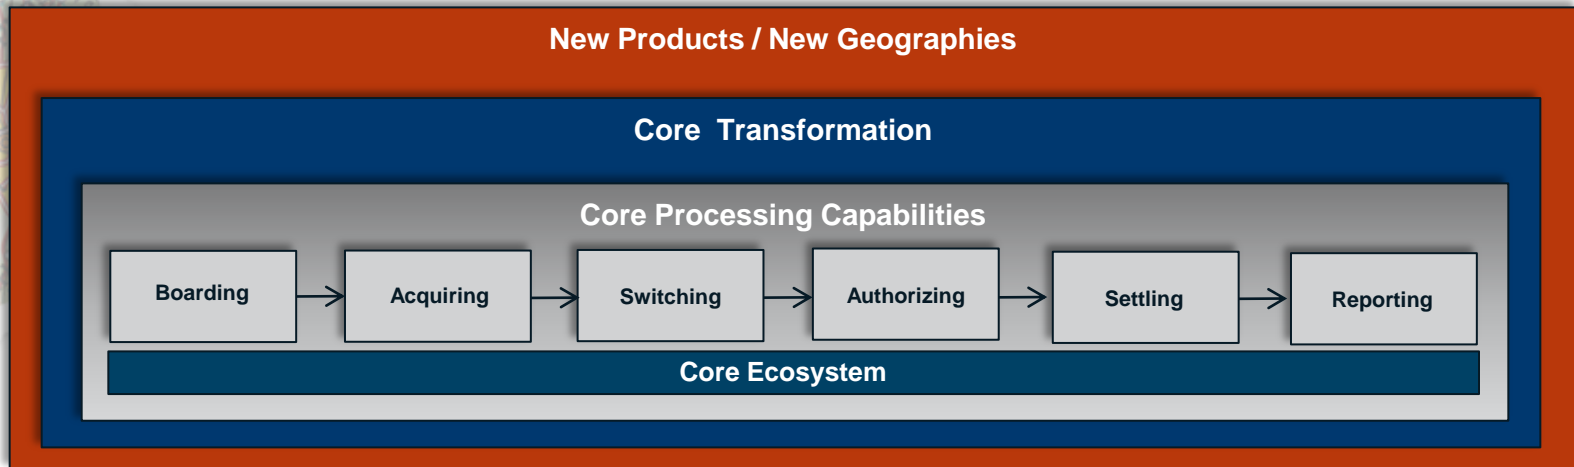 New Products / New Geographies
Core Transformation
Core Processing Capabilities
Boarding
Acquiring
Switching
Authorizing
Settling
Reporting
Core Ecosystem